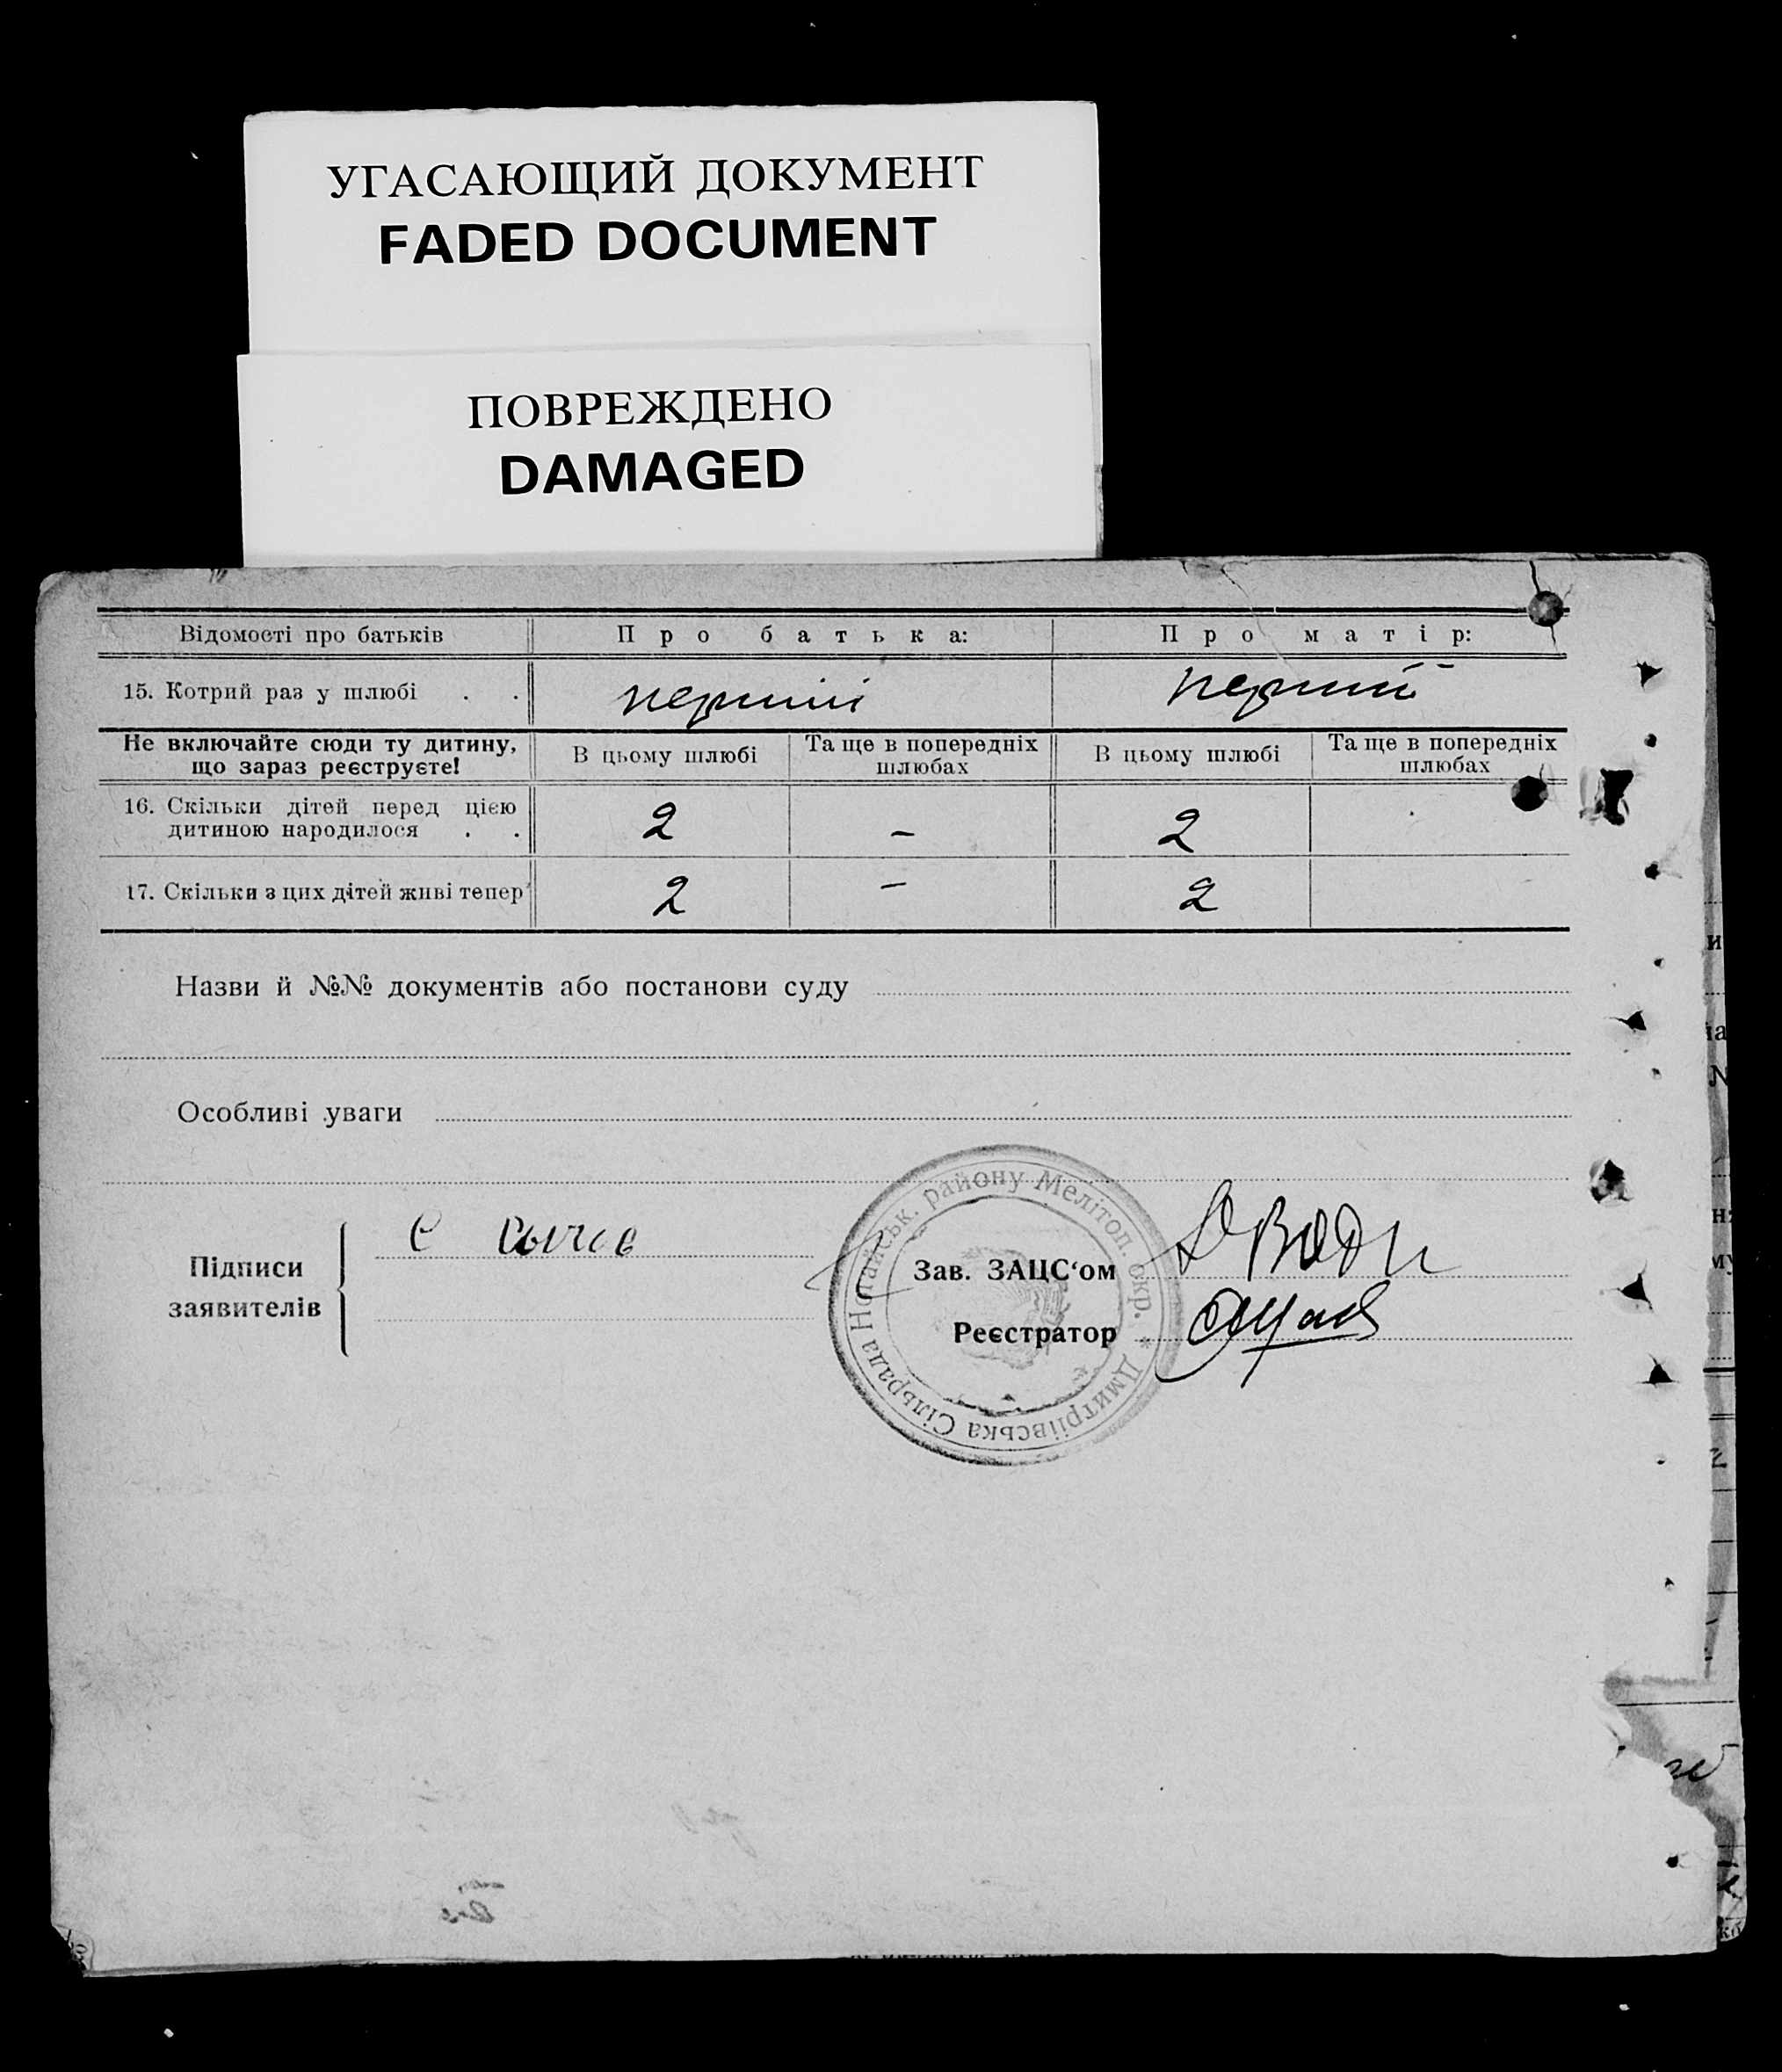 УГАСАЮЩИЙ ДОКУМЕНТ
FADED DOCUMENT
ПОВРЕЖДЕНО
DAMAGED
Відомості про батьків Про батька: Про матір:
15. Котрий раз у шлюбі . . перший перший
Не включайте сюди ту дитину, що зараз реєструєте! В цьому шлюбі Та ще в попередніх шлюбах В цьому шлюбі Та ще в попередніх шлюбах
16. Скільки дітей перед цією
дитиною народилося . . 2 – 2
17. Скільки з цих дітей живі тепер 2 – 2
Назви й №№ документів або постанови суду
Особливі уваги
Підписи
заявителів
Зав. ЗАЦС‘ом
Реєстратор
Дмитріївська Сільрада Ногайськ. району Мелітоп. окр. *